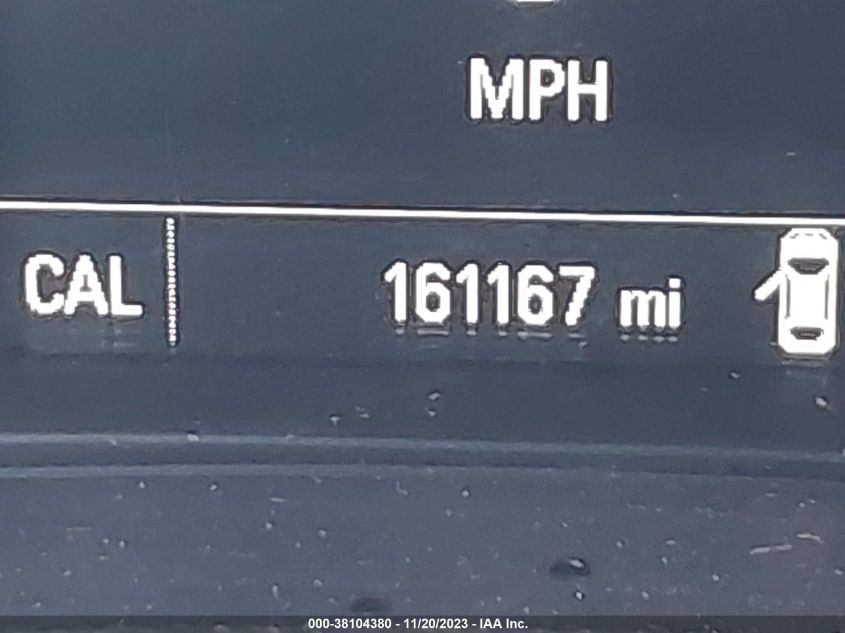 MPH
CAL 161167 mi
000-38104380 - 11/20/2023 - IAA Inc.